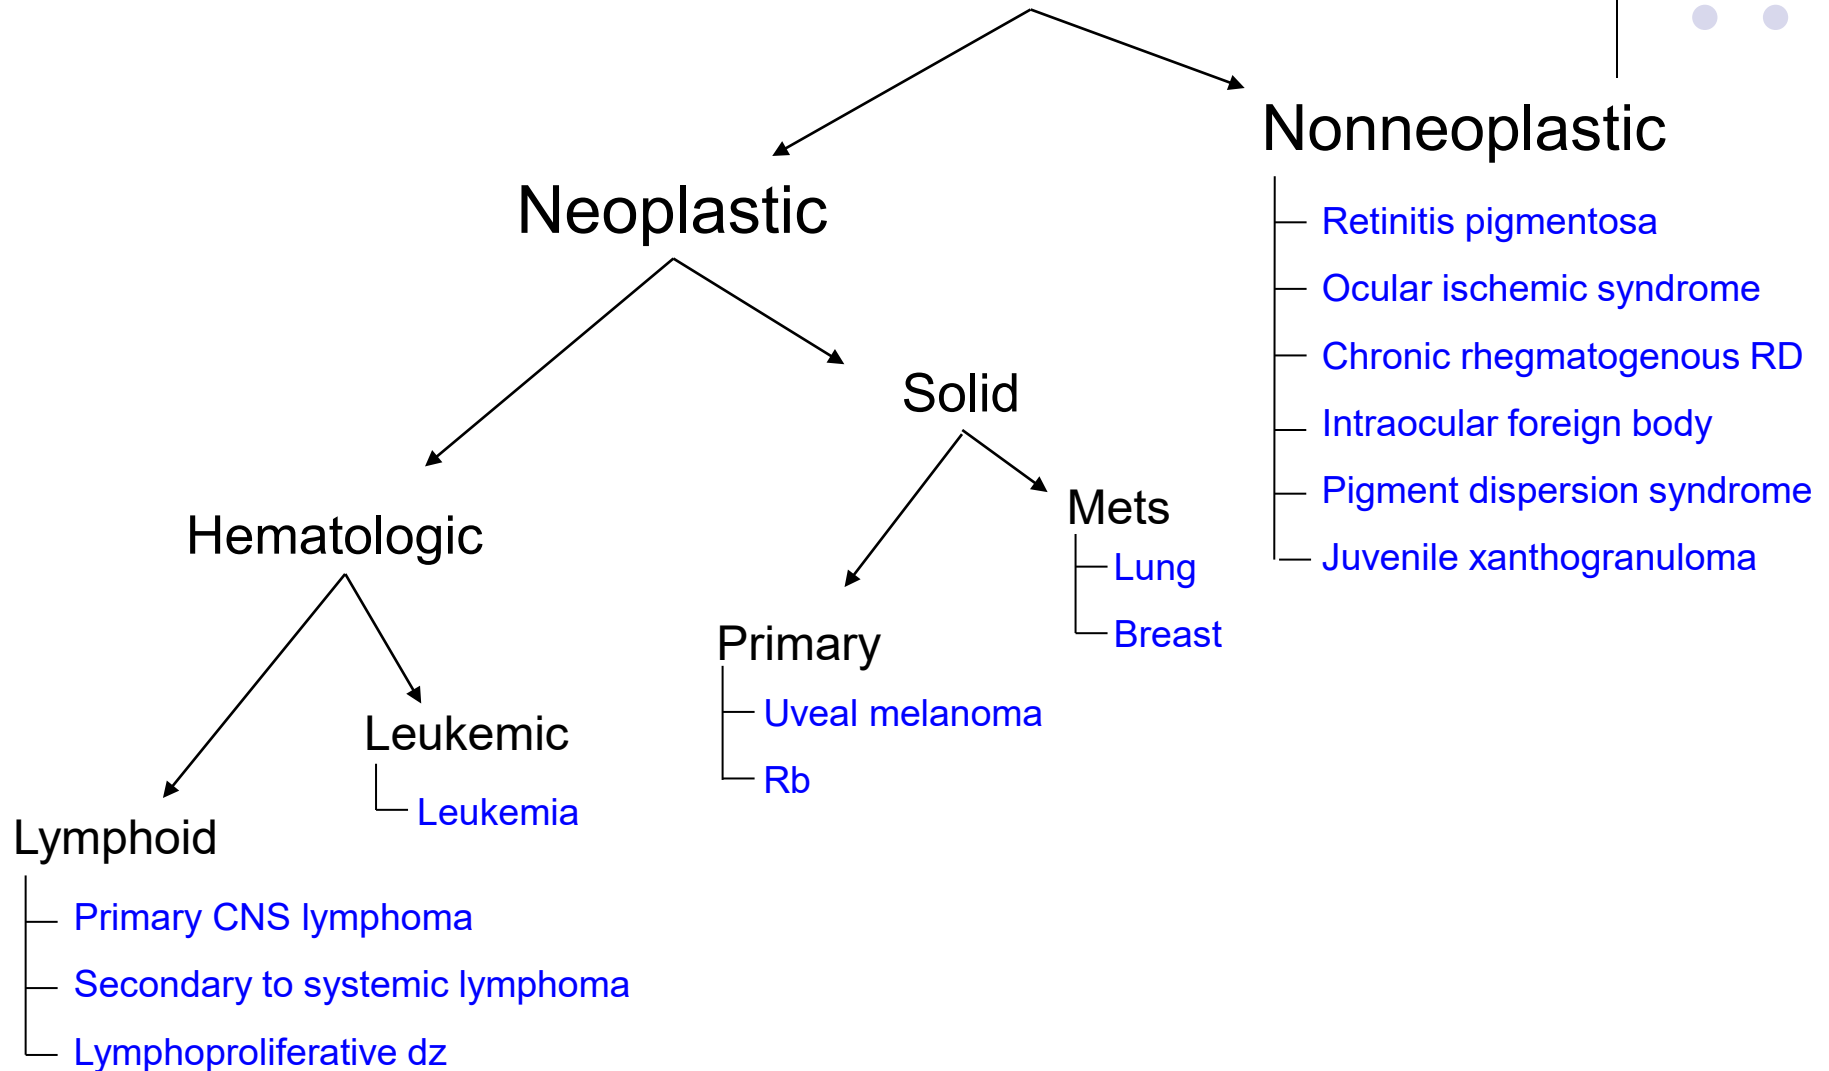 Nonneoplastic
Retinitis pigmentosa
Ocular ischemic syndrome
Chronic rhegmatogenous RD
Intraocular foreign body
Pigment dispersion syndrome
Juvenile xanthogranuloma
Neoplastic
Solid
Mets
Lung
Breast
Primary
Uveal melanoma
Rb
Hematologic
Leukemic
Leukemia
Lymphoid
Primary CNS lymphoma
Secondary to systemic lymphoma
Lymphoproliferative dz